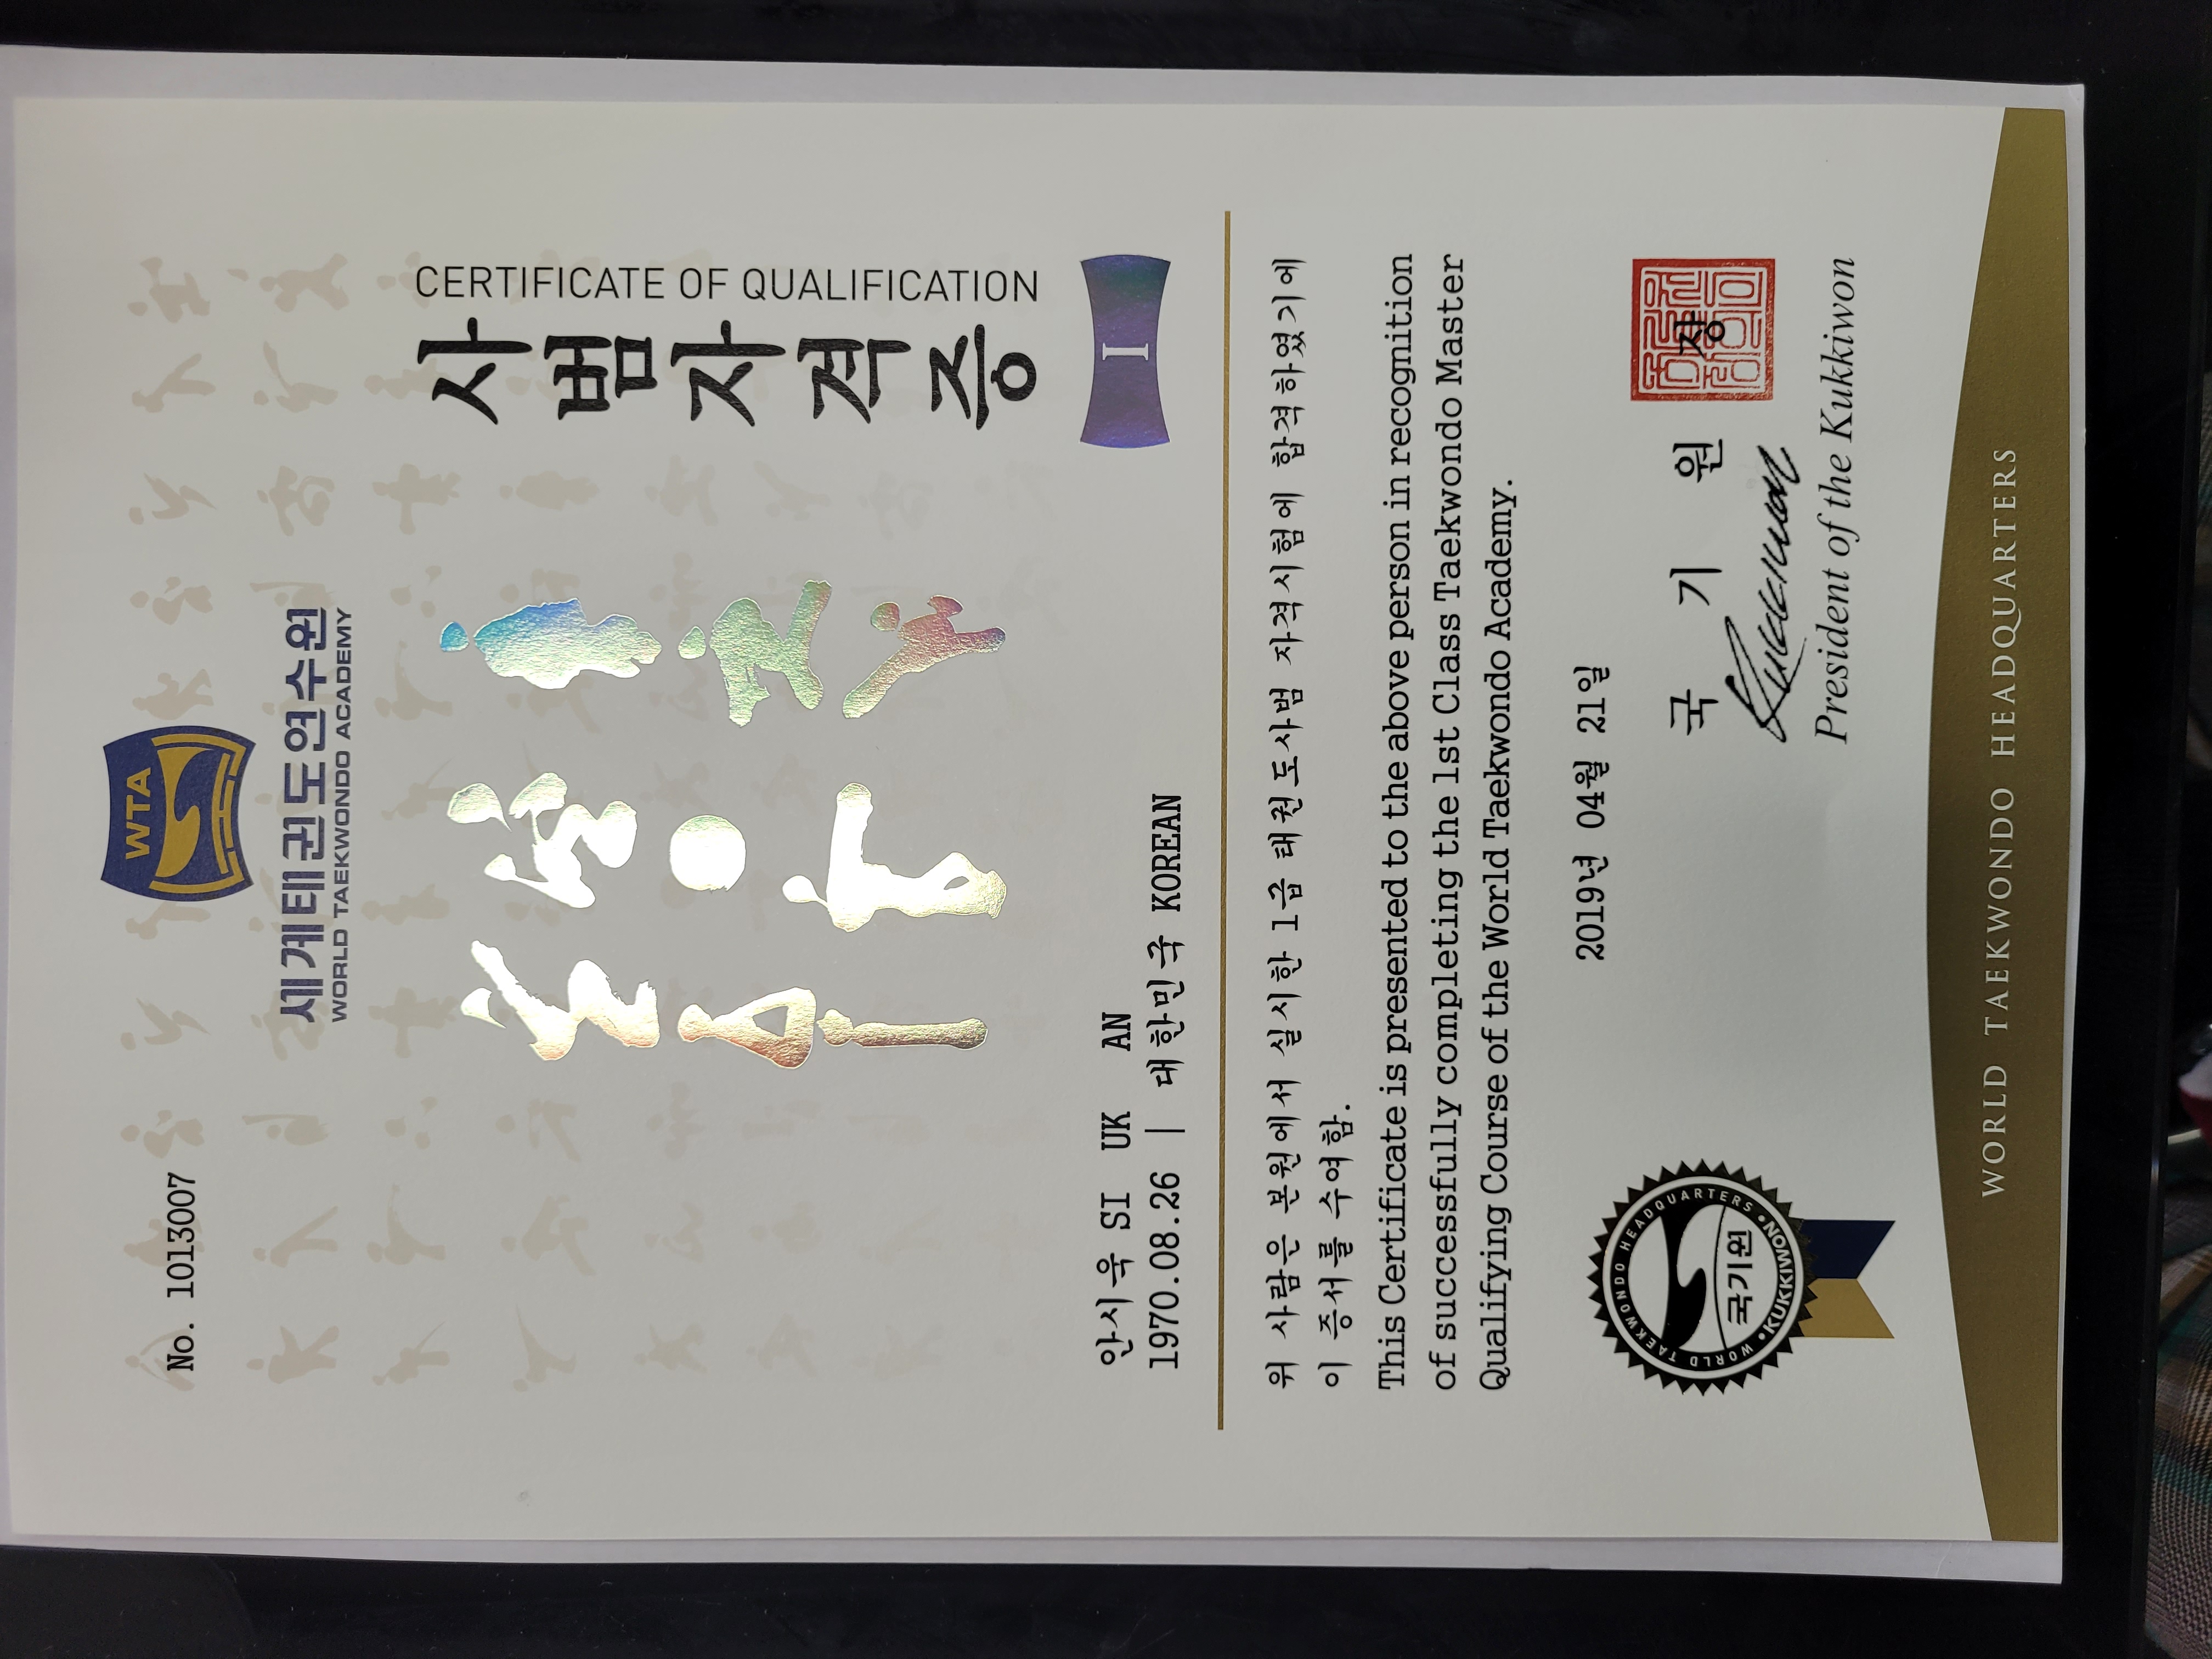 No. 1013007
WTA
세계태권도연수원
WORLD TAEKWONDO ACADEMY
CERTIFICATE OF QUALIFICATION
사범자격증
I
안시욱 SI UK AN
1970.08.26 | 대한민국 KOREAN
위 사람은 본원에서 실시한 1급 태권도사범 자격시험에 합격하였기에
이 증서를 수여함.
This Certificate is presented to the above person in recognition
of successfully completing the 1st Class Taekwondo Master
Qualifying Course of the World Taekwondo Academy.
2019년 04월 21일
국 기 원 장
President of the Kukkiwon
WORLD TAEKWONDO HEADQUARTERS • KUKKIWON •
국기원
WORLD TAEKWONDO HEADQUARTERS